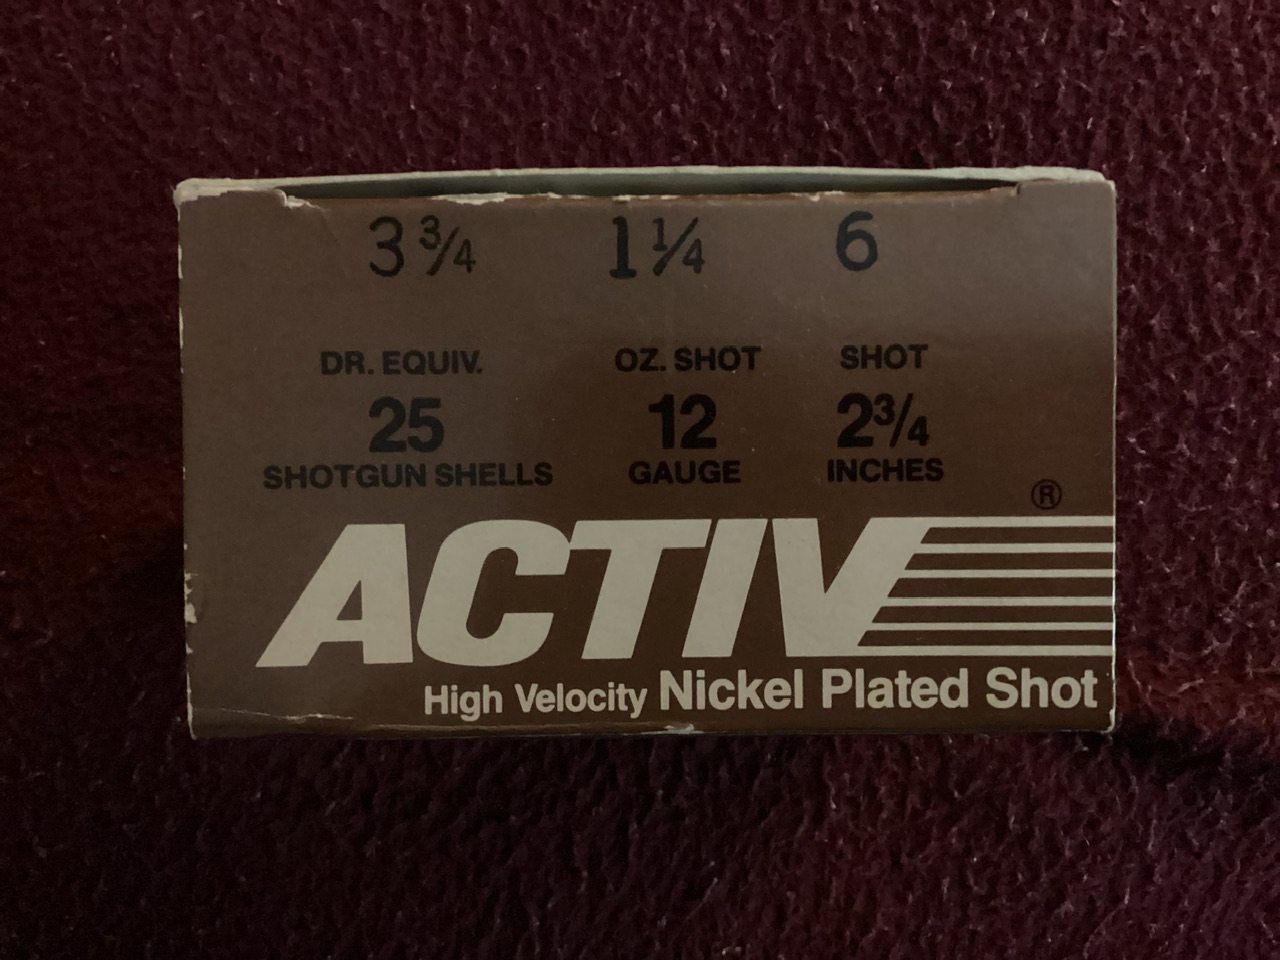 3 3/4 1 1/4 6
DR. EQUIV. OZ. SHOT SHOT
25 12 2 3/4
SHOTGUN SHELLS GAUGE INCHES
ACTIV®
High Velocity Nickel Plated Shot